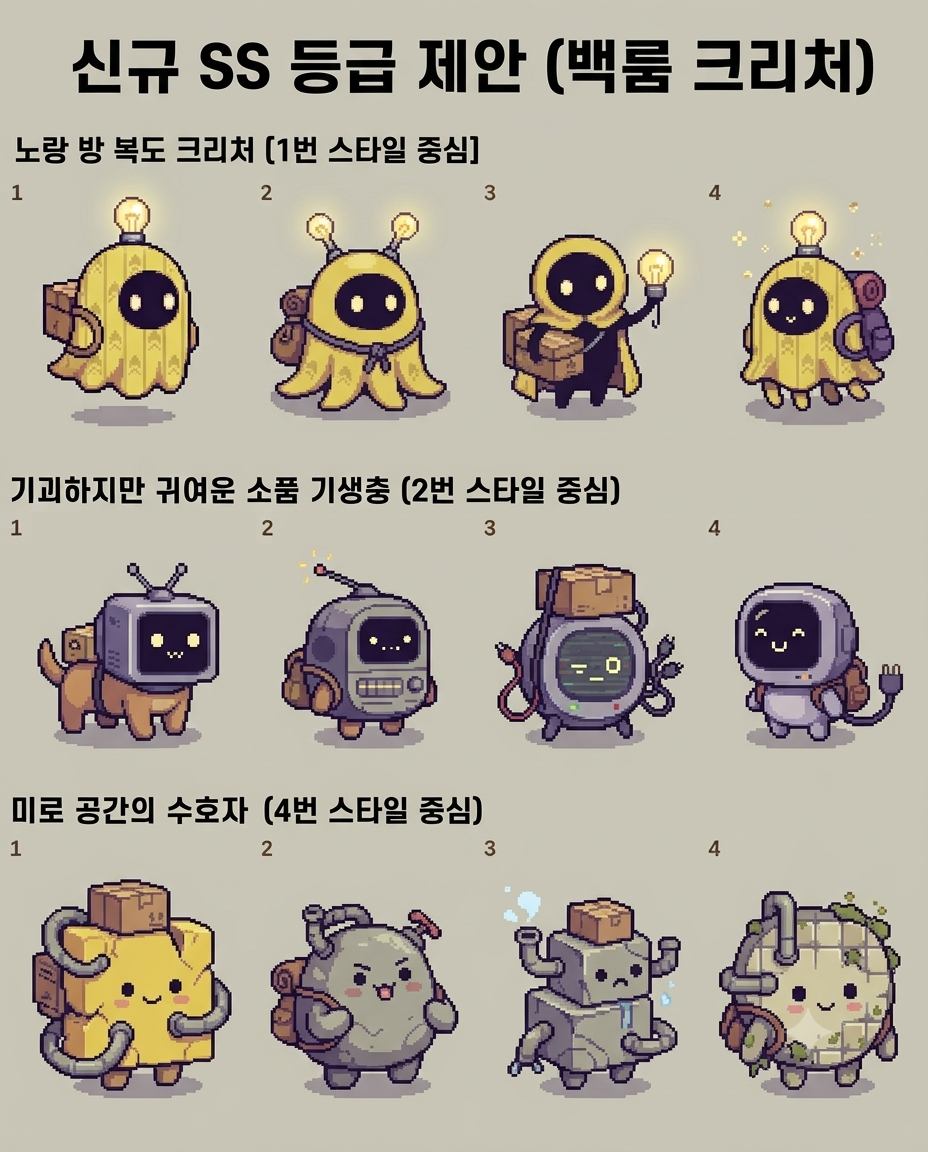 신규 SS 등급 제안 (백룸 크리처)
노랑 방 복도 크리처 [1번 스타일 중심]
1 2 3 4
기괴하지만 귀여운 소품 기생충 (2번 스타일 중심)
1 2 3 4
미로 공간의 수호자 (4번 스타일 중심)
1 2 3 4